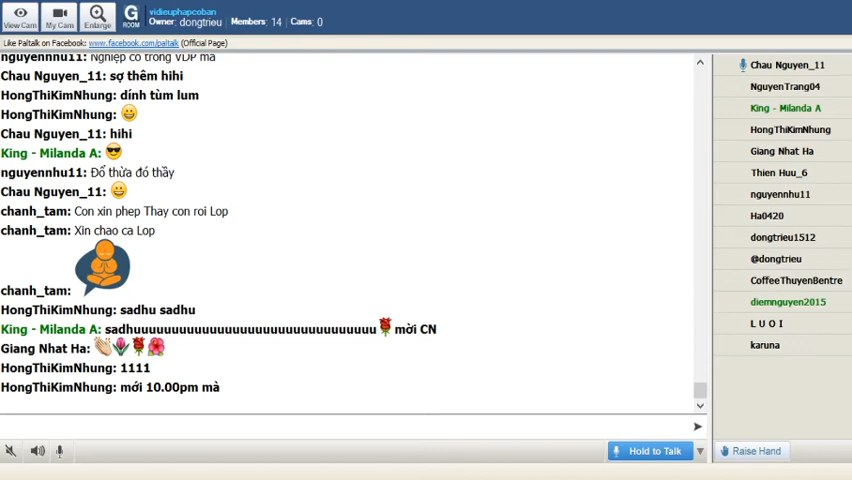 View Cam
My Cam
Enlarge
G
ROOM
vidieuphapcoban
Owner: dongtrieu Members: 14 Cams: 0
Like Paltalk on Facebook: www.facebook.com/paltalk (Official Page)
nguyennhu11: Nghiệp có trong VDP mà
Chau Nguyen_11: sợ thêm hihi
HongThiKimNhung: dính tùm lum
HongThiKimNhung:
Chau Nguyen_11: hihi
King - Milanda A:
nguyennhu11: Đổ thừa đó thầy
Chau Nguyen_11:
chanh_tam: Con xin phep Thay con roi Lop
chanh_tam: Xin chao ca Lop
chanh_tam:
HongThiKimNhung: sadhu sadhu
King - Milanda A: sadhuuuuuuuuuuuuuuuuuuuuuuuuuuuuuuuu mời CN
Giang Nhat Ha:
HongThiKimNhung: 1111
HongThiKimNhung: mới 10.00pm mà
Chau Nguyen_11
NguyenTrang04
King - Milanda A
HongThiKimNhung
Giang Nhat Ha
Thien Huu_6
nguyennhu11
Ha0420
dongtrieu1512
@dongtrieu
CoffeeThuyenBentre
diemnguyen2015
L U O I
karuna
Hold to Talk
Raise Hand